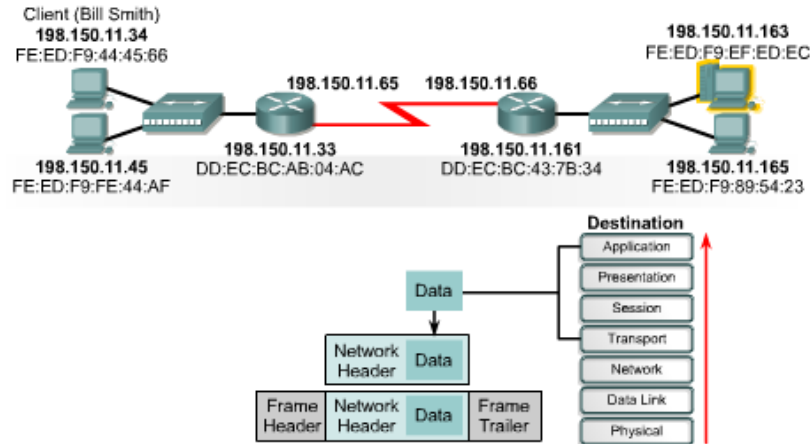 Client (Bill Smith)
198.150.11.34
FE:ED:F9:44:45:66
198.150.11.163
FE:ED:F9:EF:ED:EC
198.150.11.65
198.150.11.66
198.150.11.45
FE:ED:F9:FE:44:AF
198.150.11.33
DD:EC:BC:AB:04:AC
198.150.11.161
DD:EC:BC:43:7B:34
198.150.11.165
FE:ED:F9:89:54:23
Destination
Application
Presentation
Session
Transport
Network
Data Link
Physical
Data
Network
Header
Data
Frame
Header
Network
Header
Data
Frame
Trailer